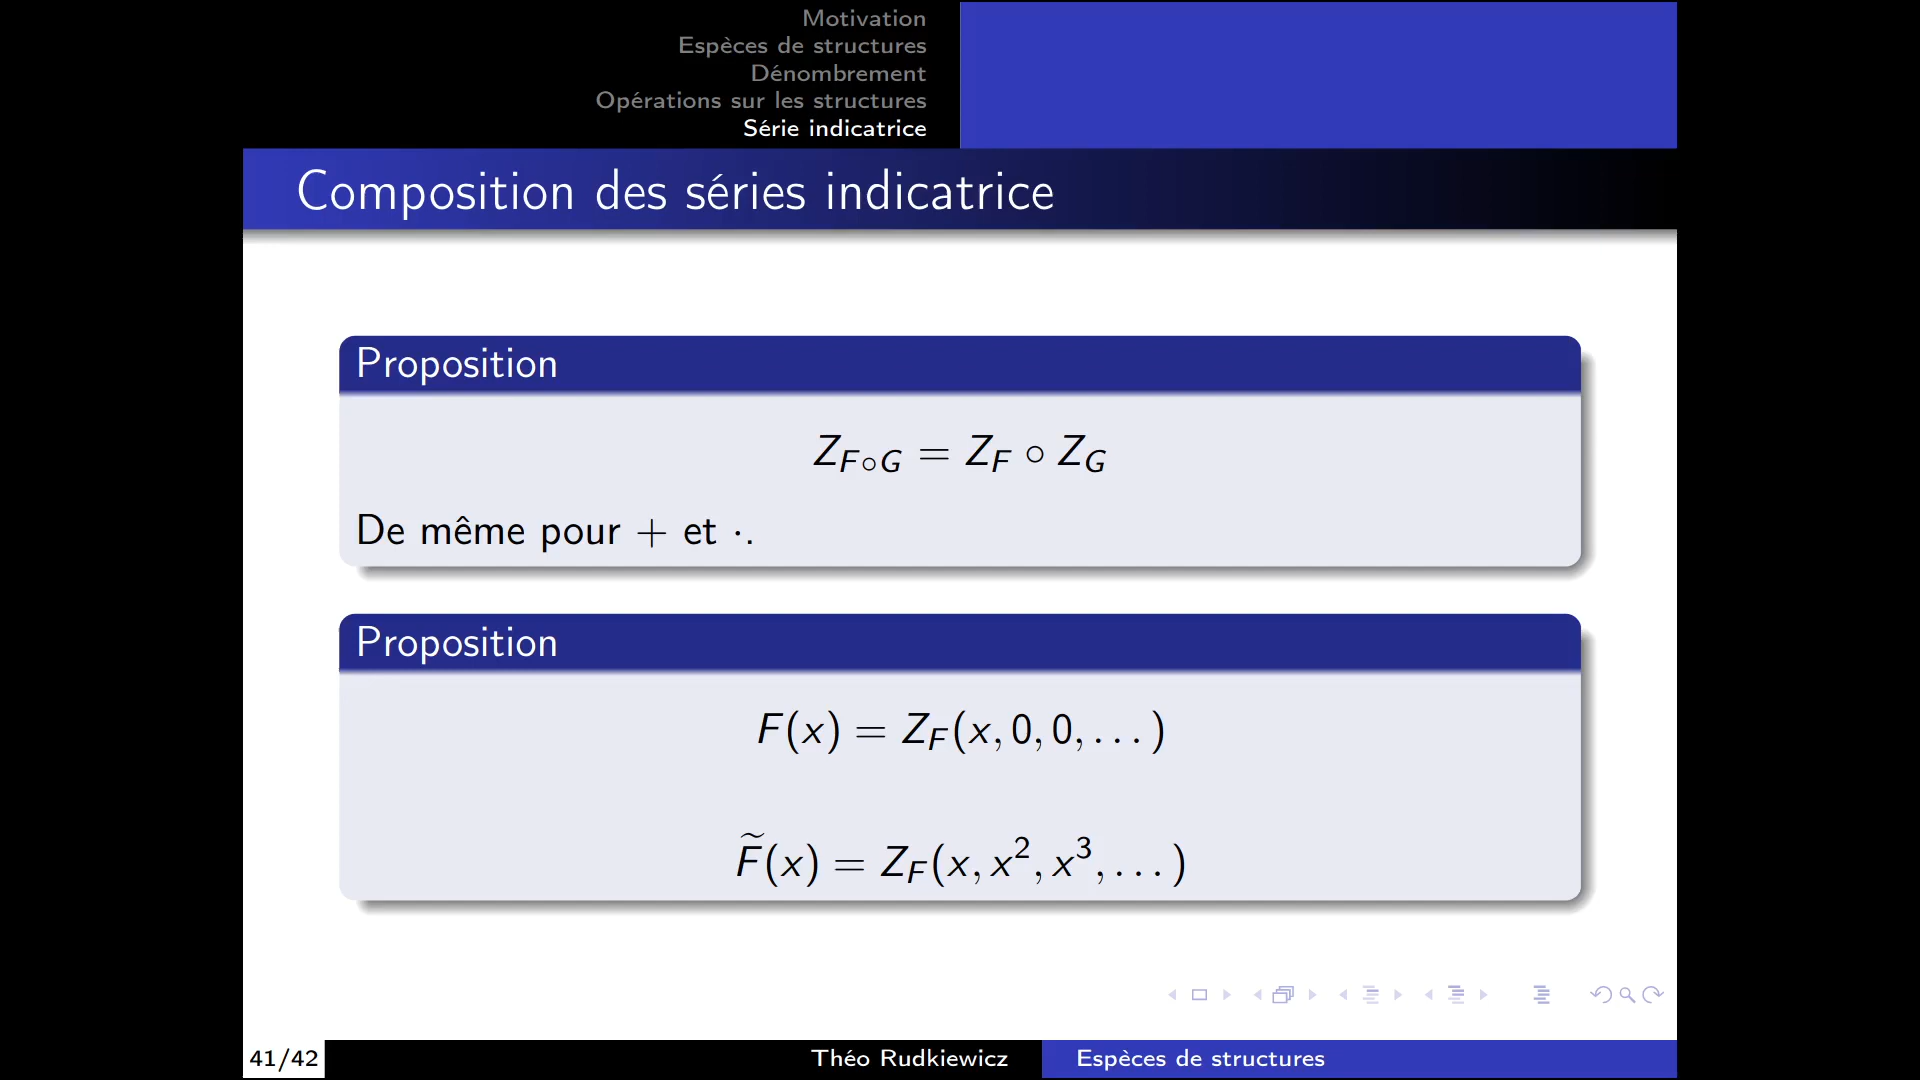 Motivation
Espèces de structures
Dénombrement
Opérations sur les structures
Série indicatrice
Composition des séries indicatrice
Proposition
Z_{F∘G} = Z_F ∘ Z_G
De même pour + et ·.
Proposition
F(x) = Z_F(x, 0, 0, . . . )
F̃(x) = Z_F(x, x², x³, . . . )
41/42
Théo Rudkiewicz
Espèces de structures